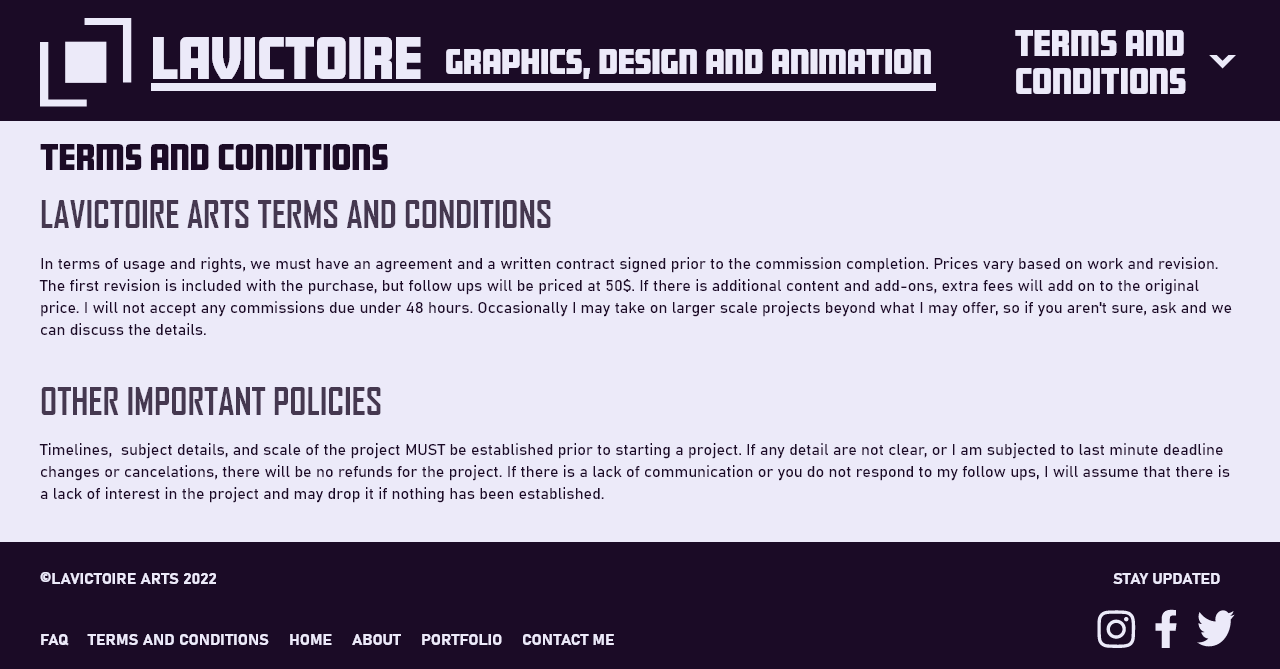 LAVICTOIRE GRAPHICS, DESIGN AND ANIMATION
TERMS AND
CONDITIONS
TERMS AND CONDITIONS
LAVICTOIRE ARTS TERMS AND CONDITIONS
In terms of usage and rights, we must have an agreement and a written contract signed prior to the commission completion. Prices vary based on work and revision.
The first revision is included with the purchase, but follow ups will be priced at 50$. If there is additional content and add-ons, extra fees will add on to the original
price. I will not accept any commissions due under 48 hours. Occasionally I may take on larger scale projects beyond what I may offer, so if you aren't sure, ask and we
can discuss the details.
OTHER IMPORTANT POLICIES
Timelines,  subject details, and scale of the project MUST be established prior to starting a project. If any detail are not clear, or I am subjected to last minute deadline
changes or cancelations, there will be no refunds for the project. If there is a lack of communication or you do not respond to my follow ups, I will assume that there is
a lack of interest in the project and may drop it if nothing has been established.
©LAVICTOIRE ARTS 2022
STAY UPDATED
FAQ TERMS AND CONDITIONS HOME ABOUT PORTFOLIO CONTACT ME